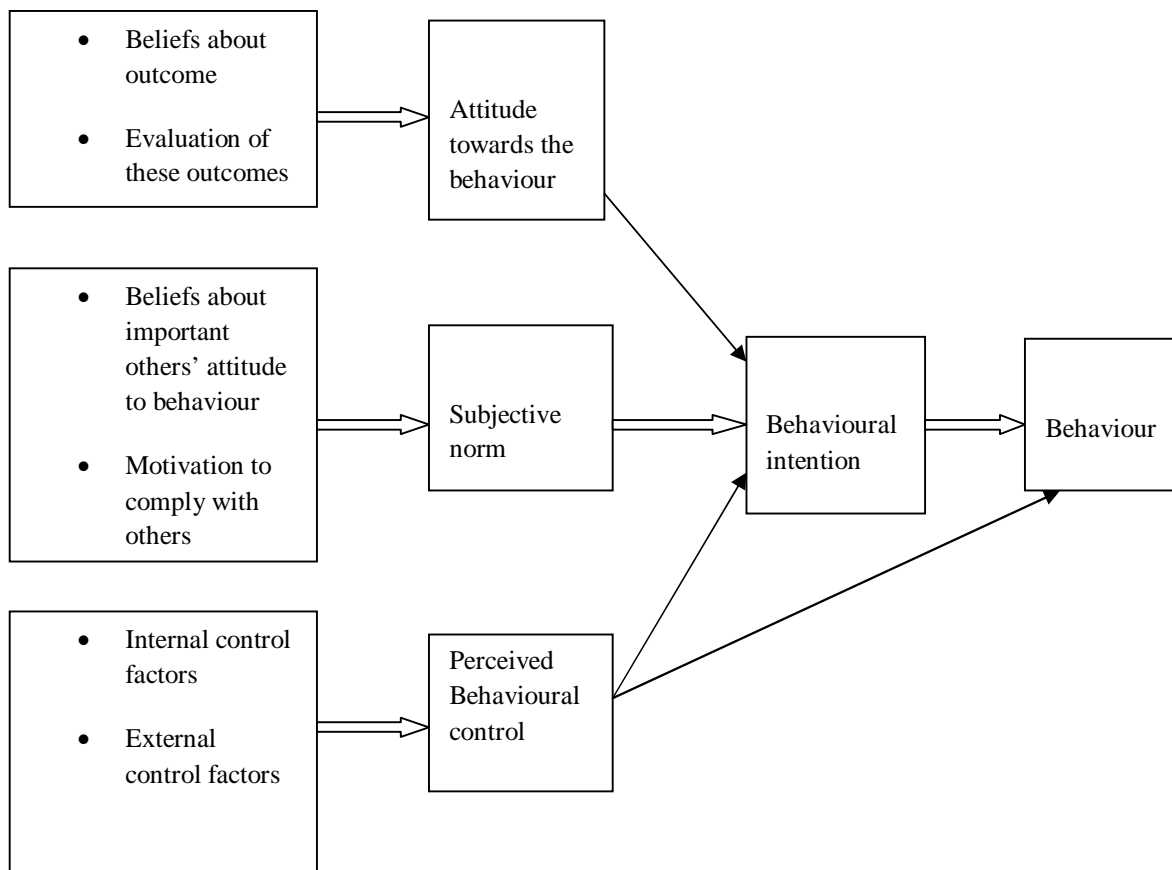 • Beliefs about
outcome
• Evaluation of
these outcomes
Attitude
towards the
behaviour
• Beliefs about
important
others’ attitude
to behaviour
• Motivation to
comply with
others
Subjective
norm
Behavioural
intention
Behaviour
• Internal control
factors
• External
control factors
Perceived
Behavioural
control